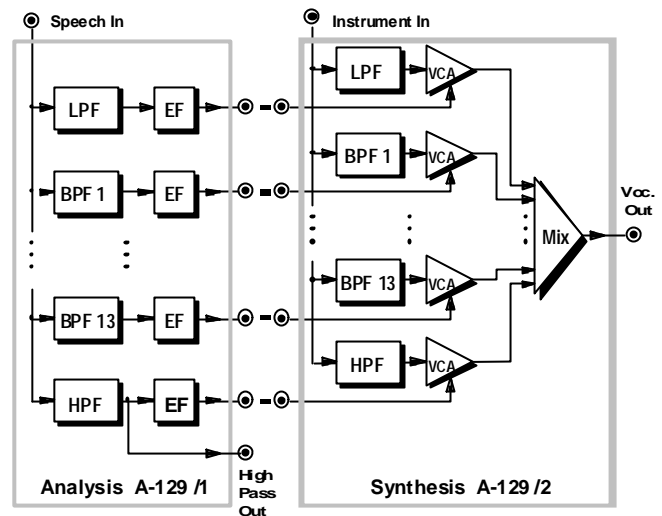 Speech In
Instrument In
LPF
EF
LPF
VCA
BPF 1
EF
BPF 1
VCA
Voc.
Out
Mix
BPF 13
EF
BPF 13
VCA
HPF
EF
HPF
VCA
Analysis A-129 /1
High
Pass
Out
Synthesis A-129 /2